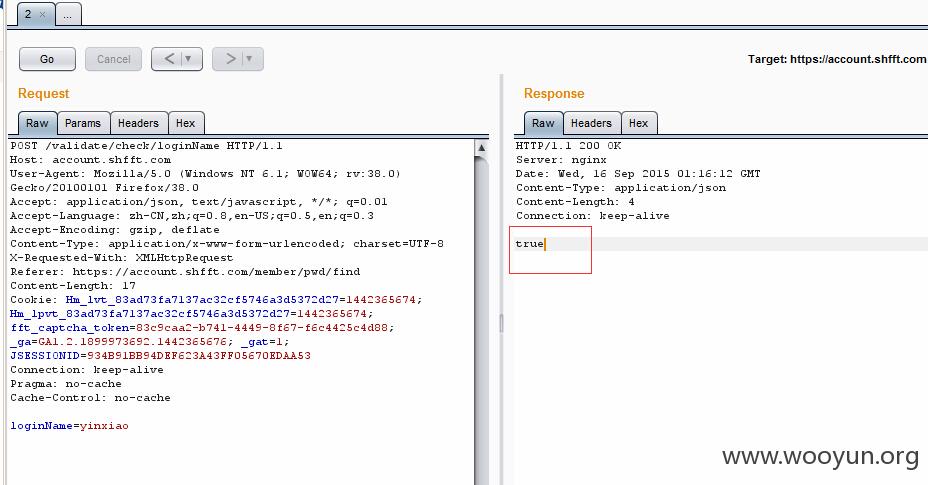 2 × ...
Go Cancel < > Target: https://account.shfft.com
Request
Raw Params Headers Hex
POST /validate/check/loginName HTTP/1.1
Host: account.shfft.com
User-Agent: Mozilla/5.0 (Windows NT 6.1; WOW64; rv:38.0)
Gecko/20100101 Firefox/38.0
Accept: application/json, text/javascript, */*; q=0.01
Accept-Language: zh-CN,zh;q=0.8,en-US;q=0.5,en;q=0.3
Accept-Encoding: gzip, deflate
Content-Type: application/x-www-form-urlencoded; charset=UTF-8
X-Requested-With: XMLHttpRequest
Referer: https://account.shfft.com/member/pwd/find
Content-Length: 17
Cookie: Hm_lvt_83ad73fa7137ac32cf5746a3d5372d27=1442365674;
Hm_lpvt_83ad73fa7137ac32cf5746a3d5372d27=1442365674;
fft_captcha_token=83c9caa2-b741-4449-8f67-f6c4425c4d88;
_ga=GA1.2.1899973692.1442365676; _gat=1;
JSESSIONID=934B91BB94DEF623A43FF05670EDAA53
Connection: keep-alive
Pragma: no-cache
Cache-Control: no-cache
loginName=yinxiao
Response
Raw Headers Hex
HTTP/1.1 200 OK
Server: nginx
Date: Wed, 16 Sep 2015 01:16:12 GMT
Content-Type: application/json
Content-Length: 4
Connection: keep-alive
true
www.wooyun.org